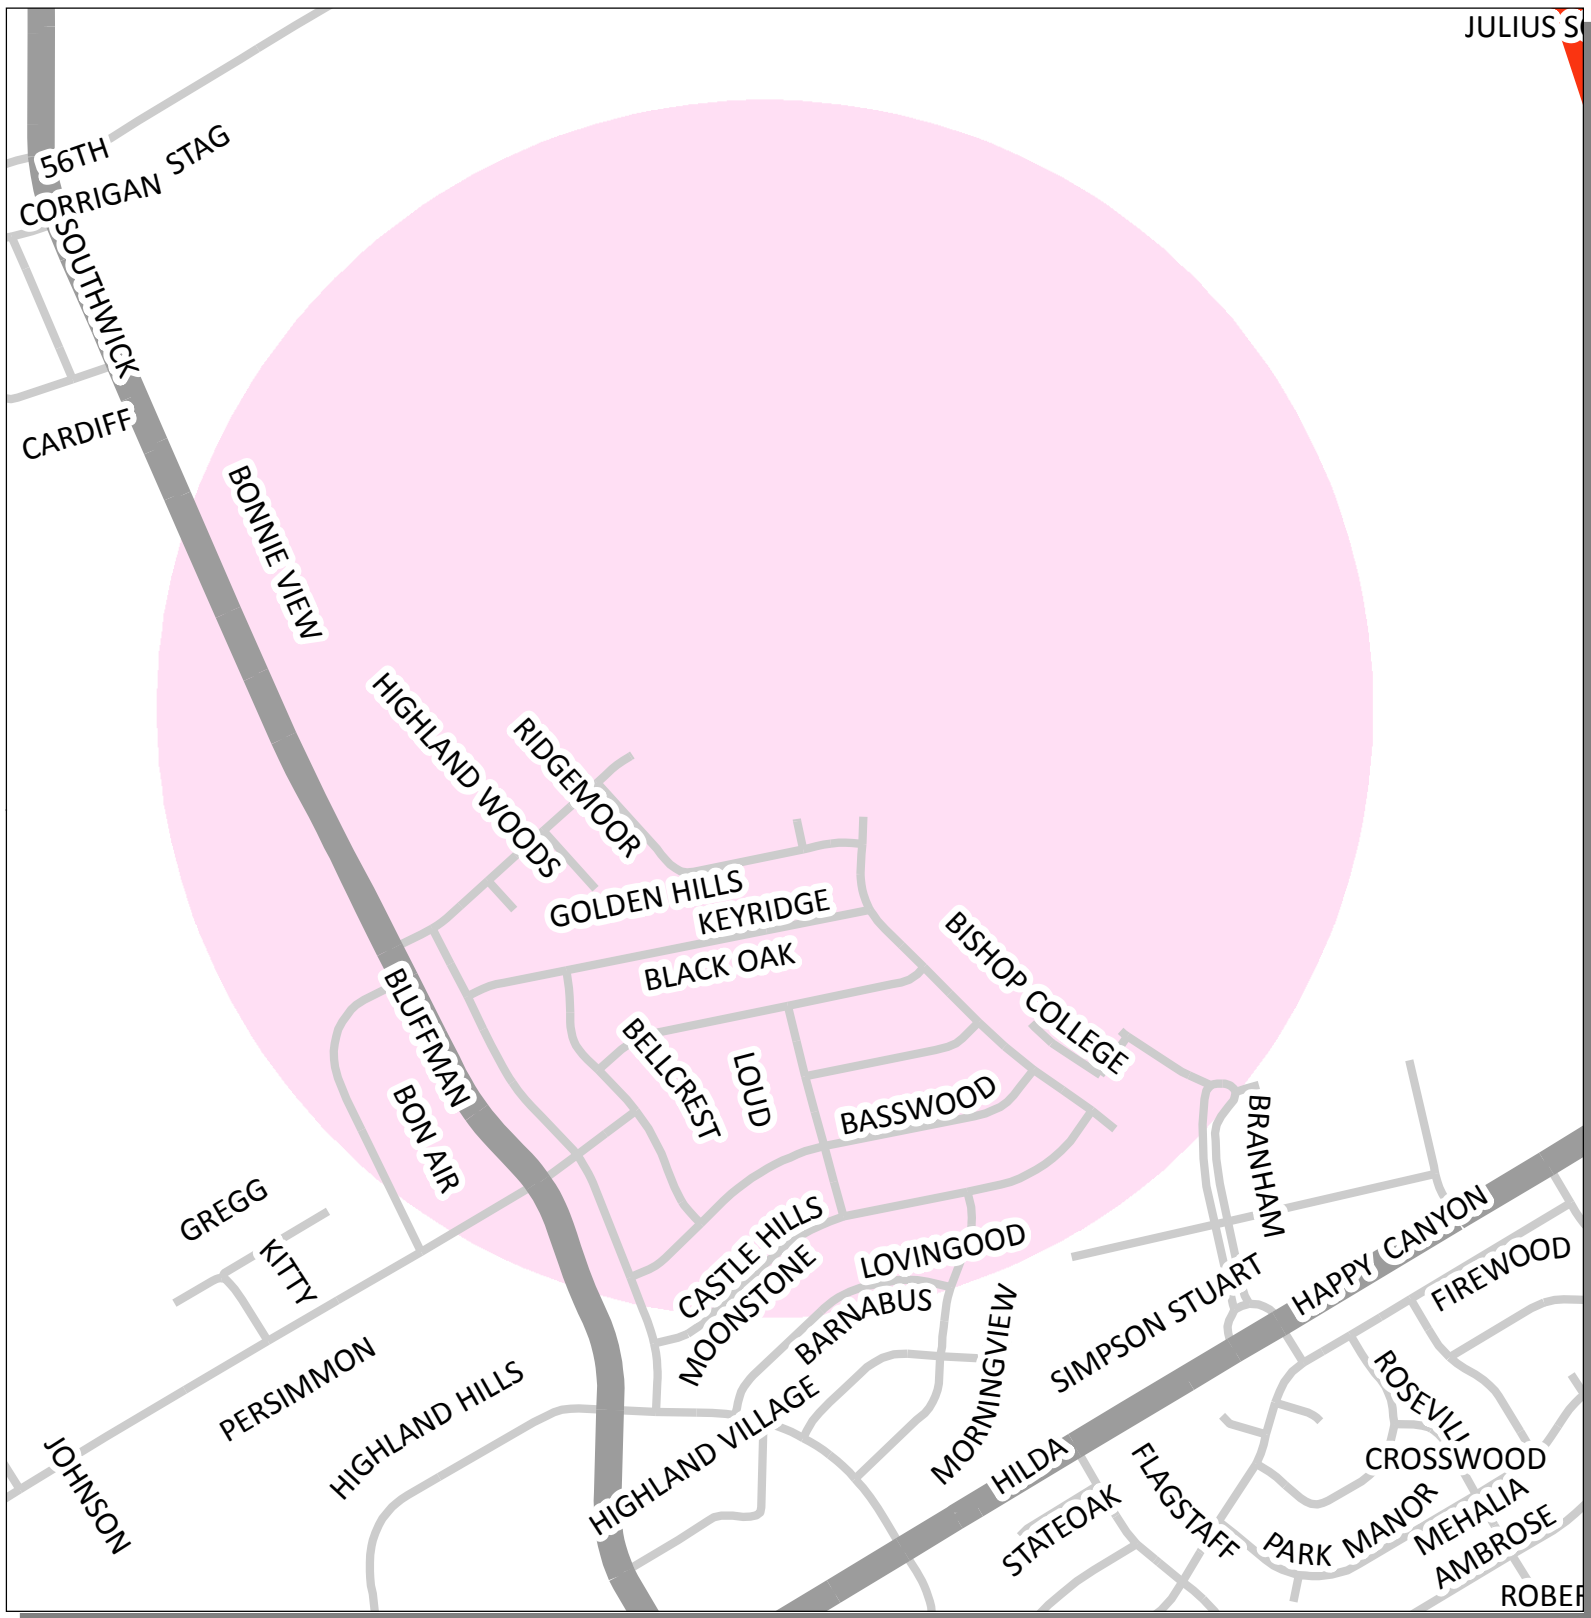 JULIUS SC
56TH
STAG
CORRIGAN
SOUTHWICK
CARDIFF
BONNIE VIEW
HIGHLAND WOODS
RIDGEMOOR
GOLDEN HILLS
KEYRIDGE
BLACK OAK
BISHOP COLLEGE
BLUFFMAN
BELLCREST
LOUD
BASSWOOD
BON AIR
BRANHAM
GREGG
KITTY
CASTLE HILLS
MOONSTONE
LOVINGOOD
BARNABUS
MORNINGVIEW
SIMPSON STUART
HAPPY CANYON
FIREWOOD
PERSIMMON
HIGHLAND HILLS
HIGHLAND VILLAGE
JOHNSON
HILDA
STATEOAK
FLAGSTAFF
ROSEVILL
CROSSWOOD
PARK MANOR
MEHALIA
AMBROSE
ROBER